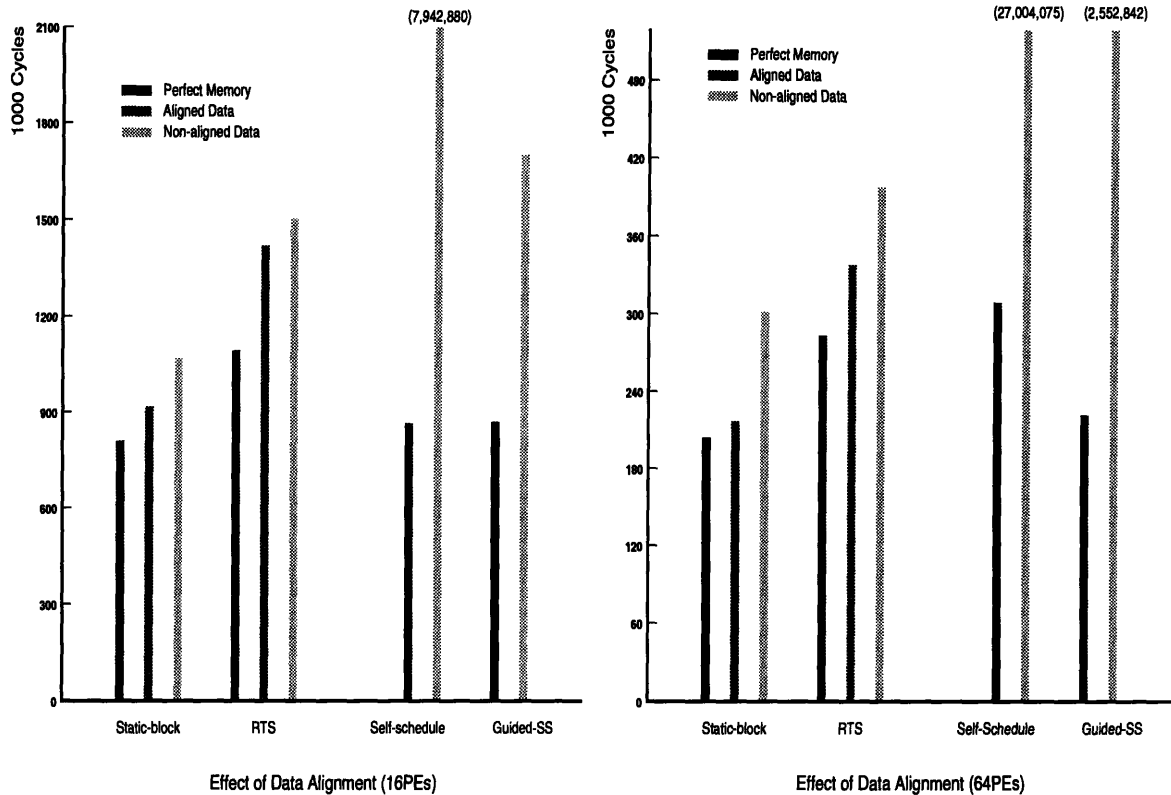 (7,942,880)
2100
1800
1500
1200
900
600
300
0
1000 Cycles
Perfect Memory
Aligned Data
Non-aligned Data
Static-block
RTS
Self-schedule
Guided-SS
Effect of Data Alignment (16PEs)
(27,004,075)
(2,552,842)
480
420
360
300
240
180
120
60
0
1000 Cycles
Perfect Memory
Aligned Data
Non-aligned Data
Static-block
RTS
Self-Schedule
Guided-SS
Effect of Data Alignment (64PEs)